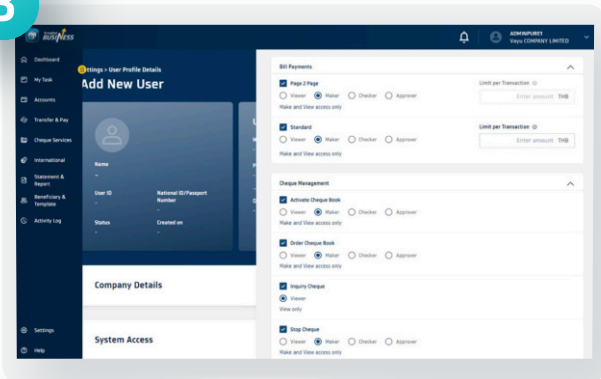 B
BUSINESS
ADMINPURET
Vayu COMPANY LIMITED
Dashboard
My Task
Accounts
Transfer & Pay
Cheque Services
International
Statement &
Report
Beneficiary &
Template
Activity Log
Settings
Help
ettings > User Profile Details
Add New User
Name
-
User ID
-
National ID/Passport
Number
-
Status
-
Created on
-
Company Details
System Access
Bill Payments
Page 2 Page
Limit per Transaction
Viewer Maker Checker Approver
Enter amount THB
Make and View access only
Standard
Limit per Transaction
Viewer Maker Checker Approver
Enter amount THB
Make and View access only
Cheque Management
Activate Cheque Book
Viewer Maker Checker Approver
Make and View access only
Order Cheque Book
Viewer Maker Checker Approver
Make and View access only
Inquiry Cheque
Viewer
View only
Stop Cheque
Viewer Maker Checker Approver
Make and View access only